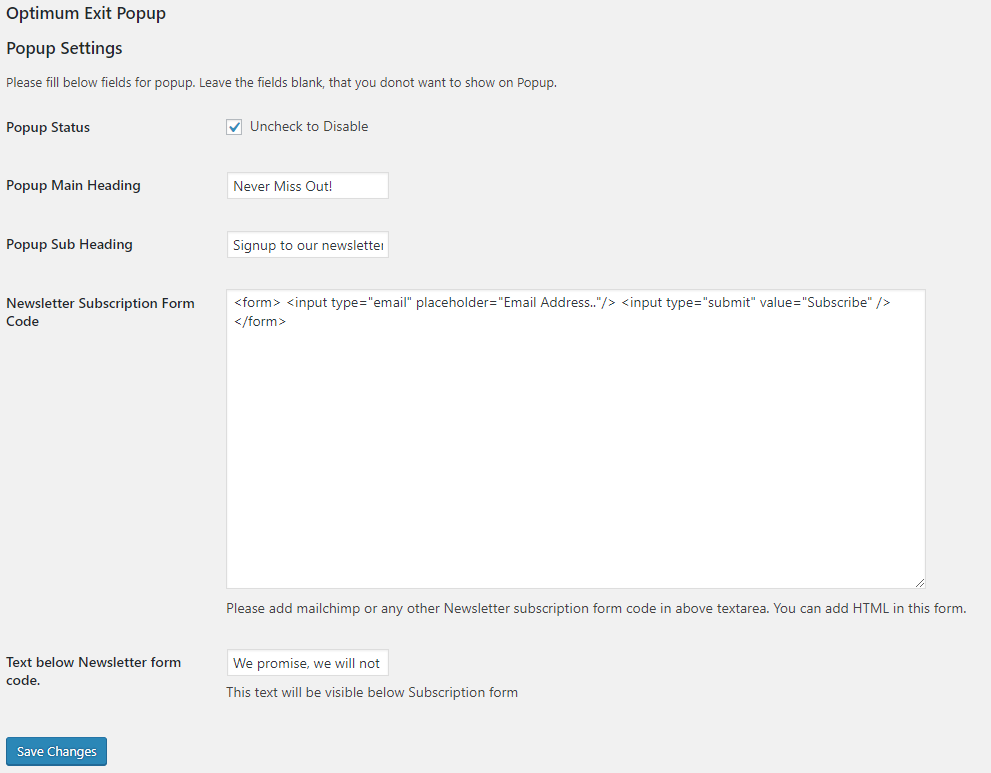 Optimum Exit Popup
Popup Settings
Please fill below fields for popup. Leave the fields blank, that you donot want to show on Popup.
Popup Status
Uncheck to Disable
Popup Main Heading
Never Miss Out!
Popup Sub Heading
Signup to our newsletter
Newsletter Subscription Form
Code
<form> <input type="email" placeholder="Email Address.."/> <input type="submit" value="Subscribe" />
</form>
Please add mailchimp or any other Newsletter subscription form code in above textarea. You can add HTML in this form.
Text below Newsletter form
code.
We promise, we will not
This text will be visible below Subscription form
Save Changes